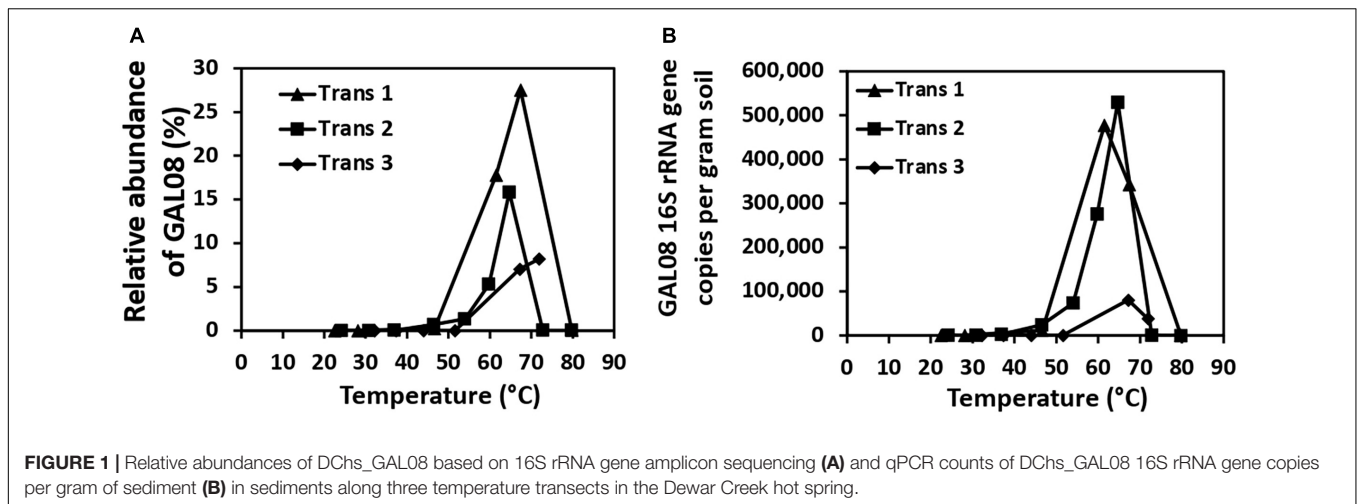 A
Relative abundance
of GAL08 (%)
30
25
20
15
10
5
0
Trans 1
Trans 2
Trans 3
0 10 20 30 40 50 60 70 80 90
Temperature (°C)
B
GAL08 16S rRNA gene
copies per gram soil
600,000
500,000
400,000
300,000
200,000
100,000
0
Trans 1
Trans 2
Trans 3
0 10 20 30 40 50 60 70 80 90
Temperature (°C)
FIGURE 1 | Relative abundances of DChs_GAL08 based on 16S rRNA gene amplicon sequencing (A) and qPCR counts of DChs_GAL08 16S rRNA gene copies
per gram of sediment (B) in sediments along three temperature transects in the Dewar Creek hot spring.